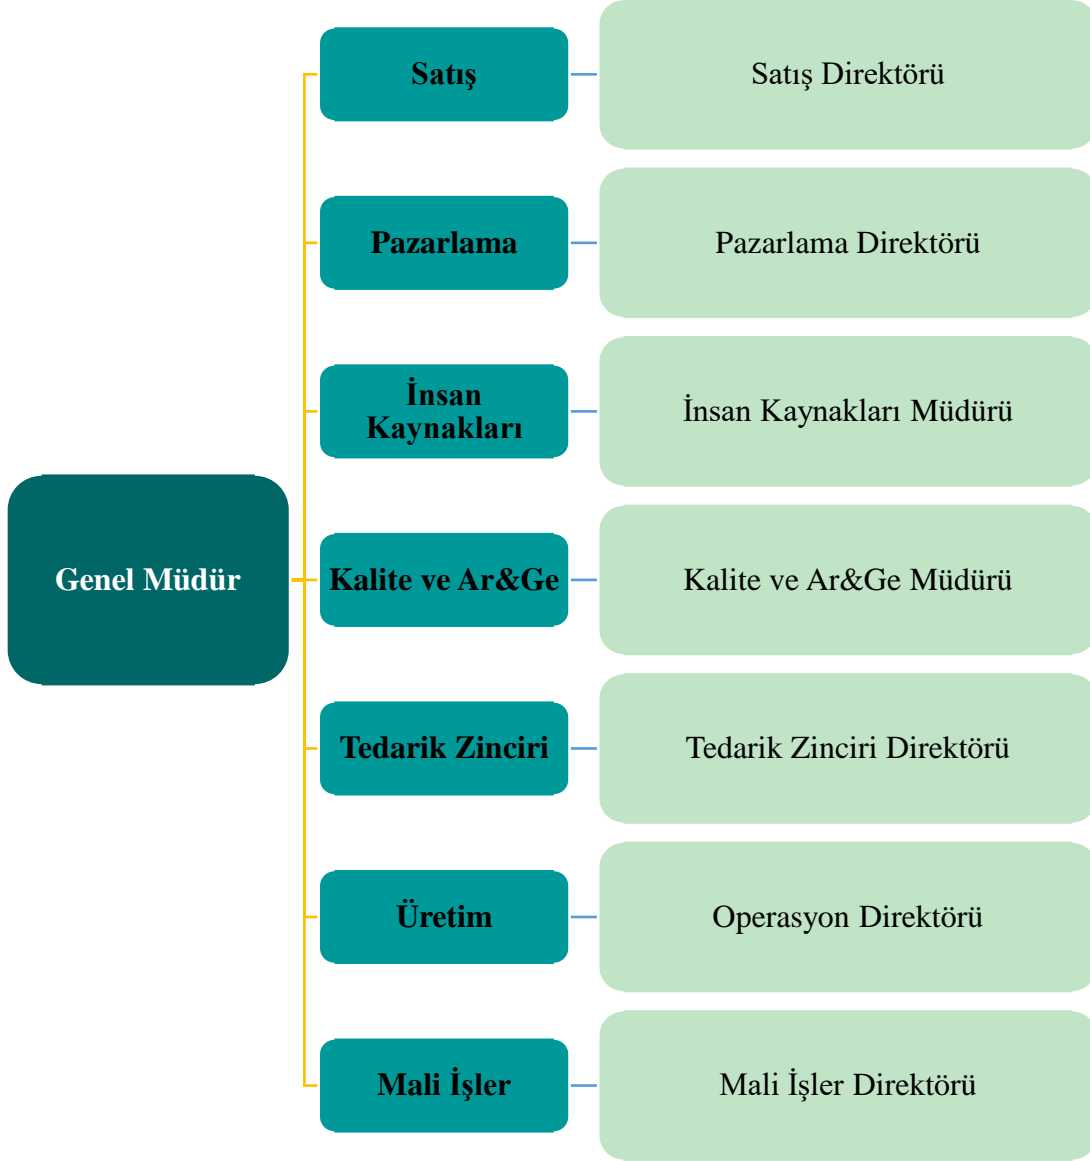 Satış
Satış Direktörü
Pazarlama
Pazarlama Direktörü
İnsan
Kaynakları
İnsan Kaynakları Müdürü
Genel Müdür
Kalite ve Ar&Ge
Kalite ve Ar&Ge Müdürü
Tedarik Zinciri
Tedarik Zinciri Direktörü
Üretim
Operasyon Direktörü
Mali İşler
Mali İşler Direktörü